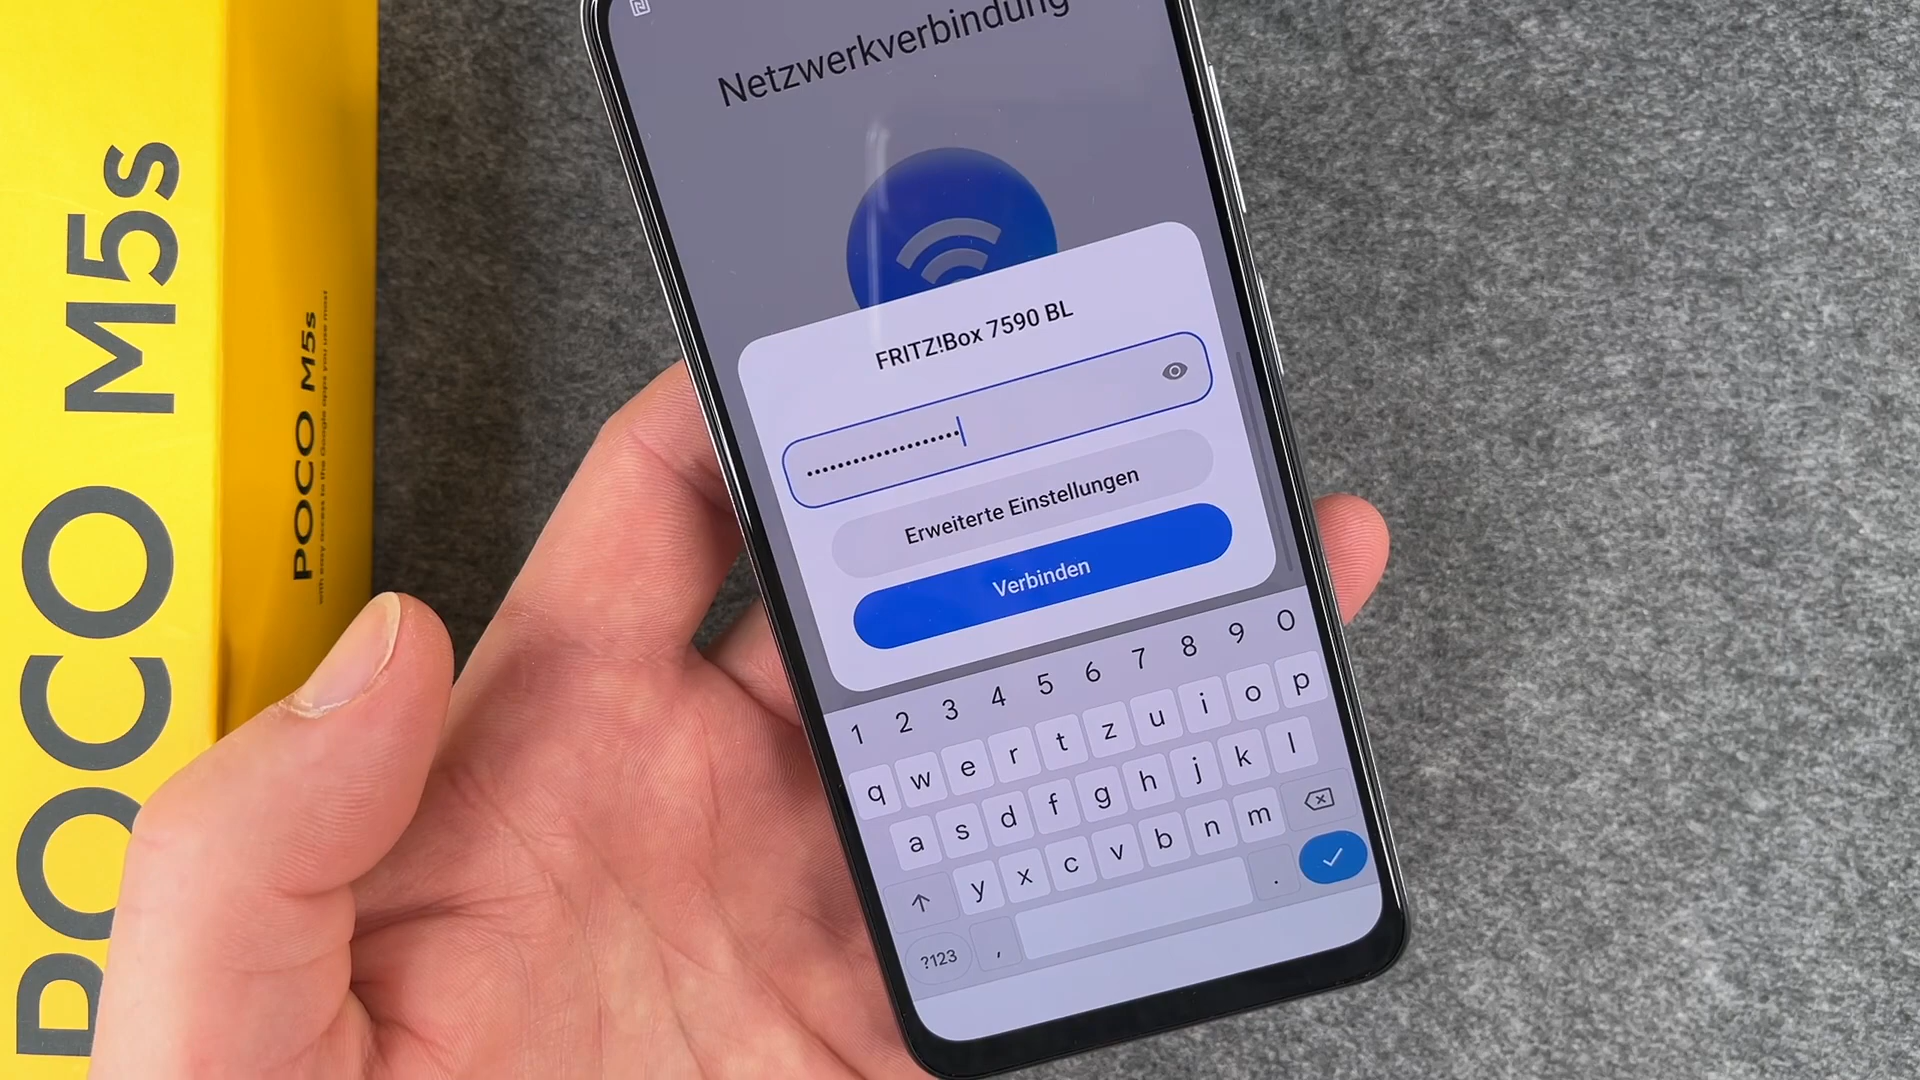 POCO M5s
POCO M5s
with easy access to the Google apps you use most
Netzwerkverbindung
FRITZ!Box 7590 BL
••••••••••••••••••••
Erweiterte Einstellungen
Verbinden
1 2 3 4 5 6 7 8 9 0
q w e r t z u i o p
a s d f g h j k l
y x c v b n m
?123 , .